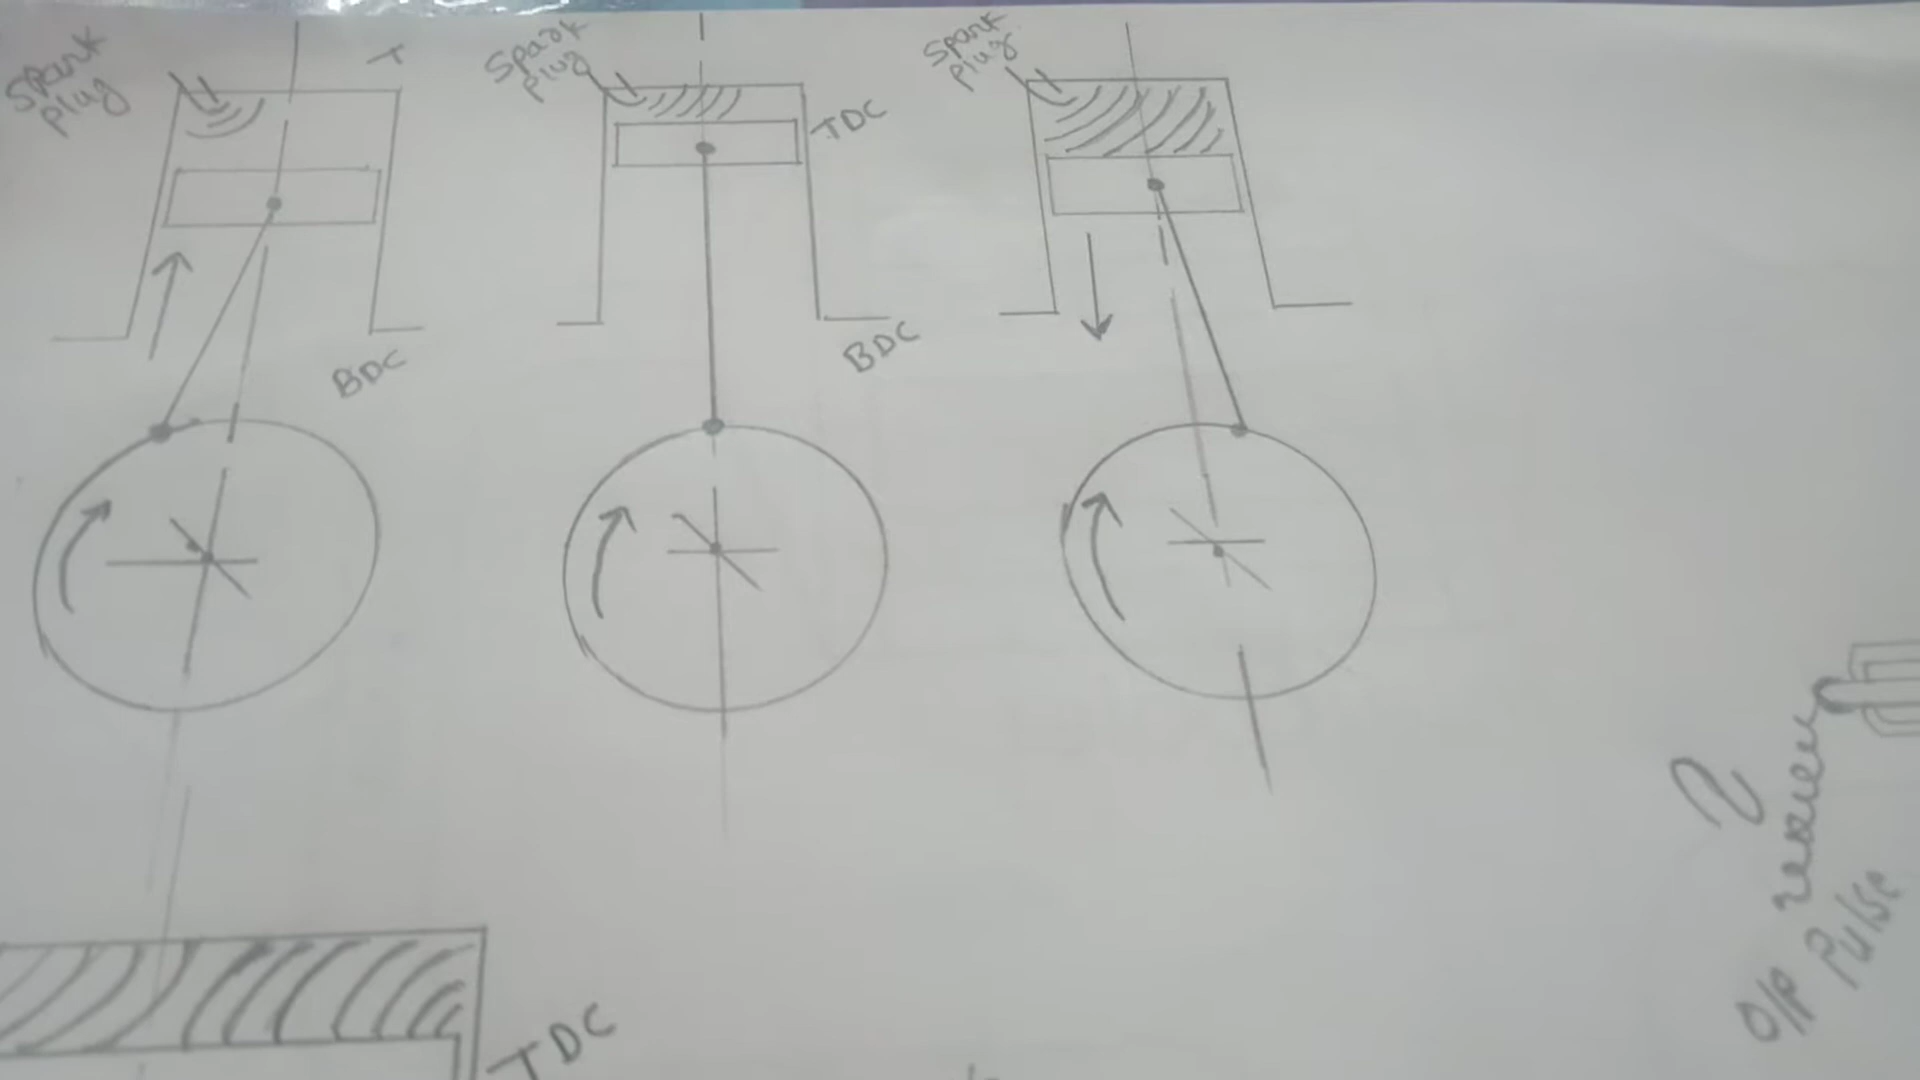 Spark
plug
T
BDC
Spark
plug
TDC
BDC
Spark
plug
TDC
O/P
Pulse